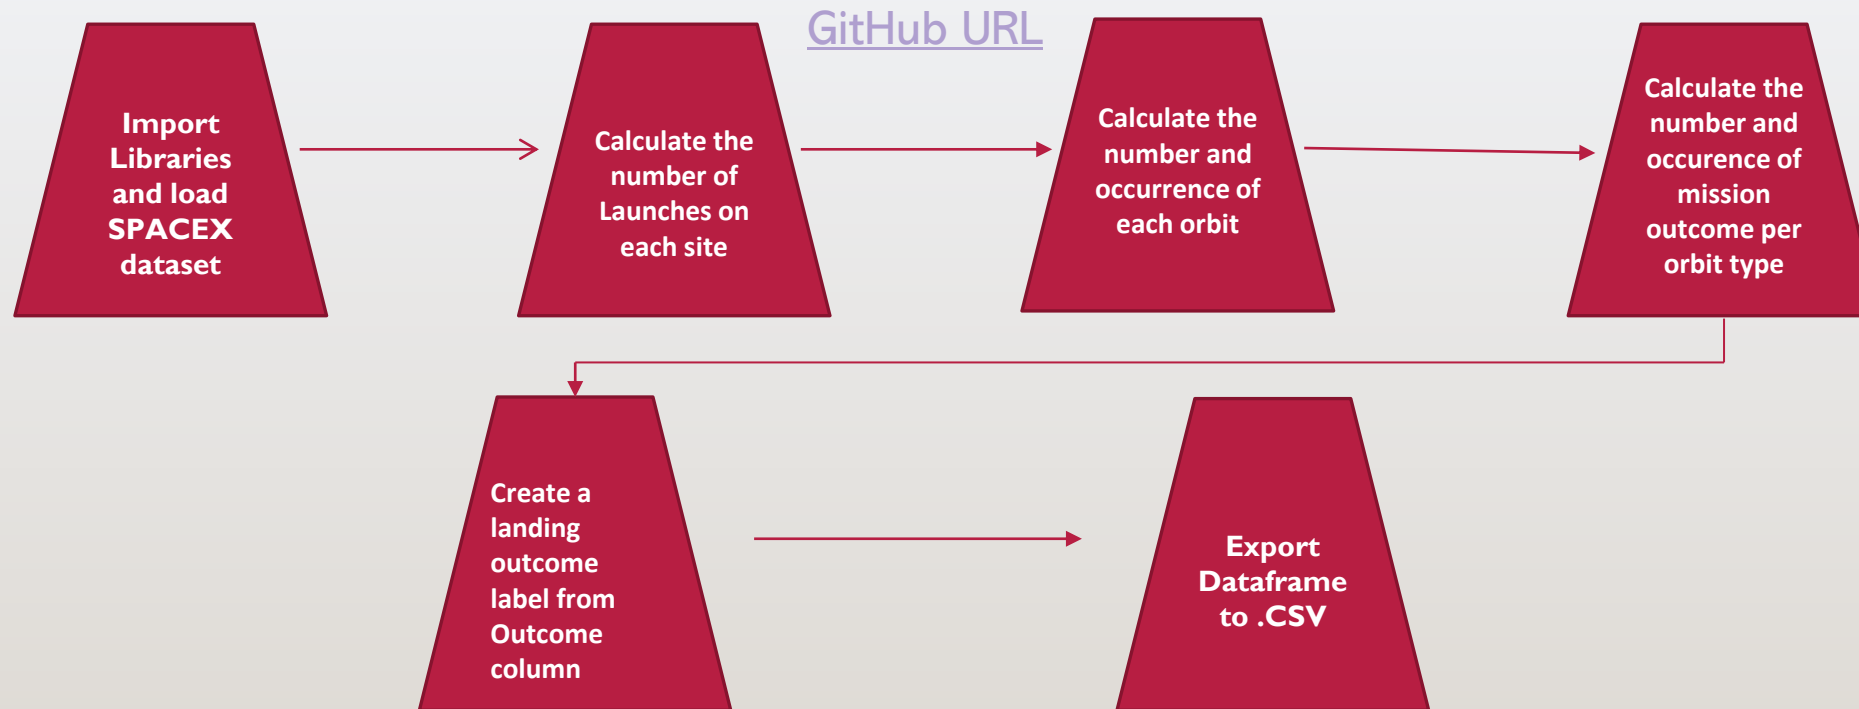 GitHub URL
Import
Libraries
and load
SPACEX
dataset
Calculate the
number of
Launches on
each site
Calculate the
number and
occurrence of
each orbit
Calculate the
number and
occurence of
mission
outcome per
orbit type
Create a
landing
outcome
label from
Outcome
column
Export
Dataframe
to .CSV